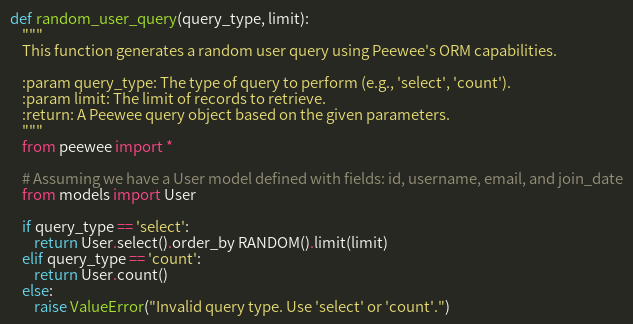 def random_user_query(query_type, limit):
"""
This function generates a random user query using Peewee's ORM capabilities.
:param query_type: The type of query to perform (e.g., 'select', 'count').
:param limit: The limit of records to retrieve.
:return: A Peewee query object based on the given parameters.
"""
from peewee import *
# Assuming we have a User model defined with fields: id, username, email, and join_date
from models import User
if query_type == 'select':
return User.select().order_by RANDOM().limit(limit)
elif query_type == 'count':
return User.count()
else:
raise ValueError("Invalid query type. Use 'select' or 'count'.")